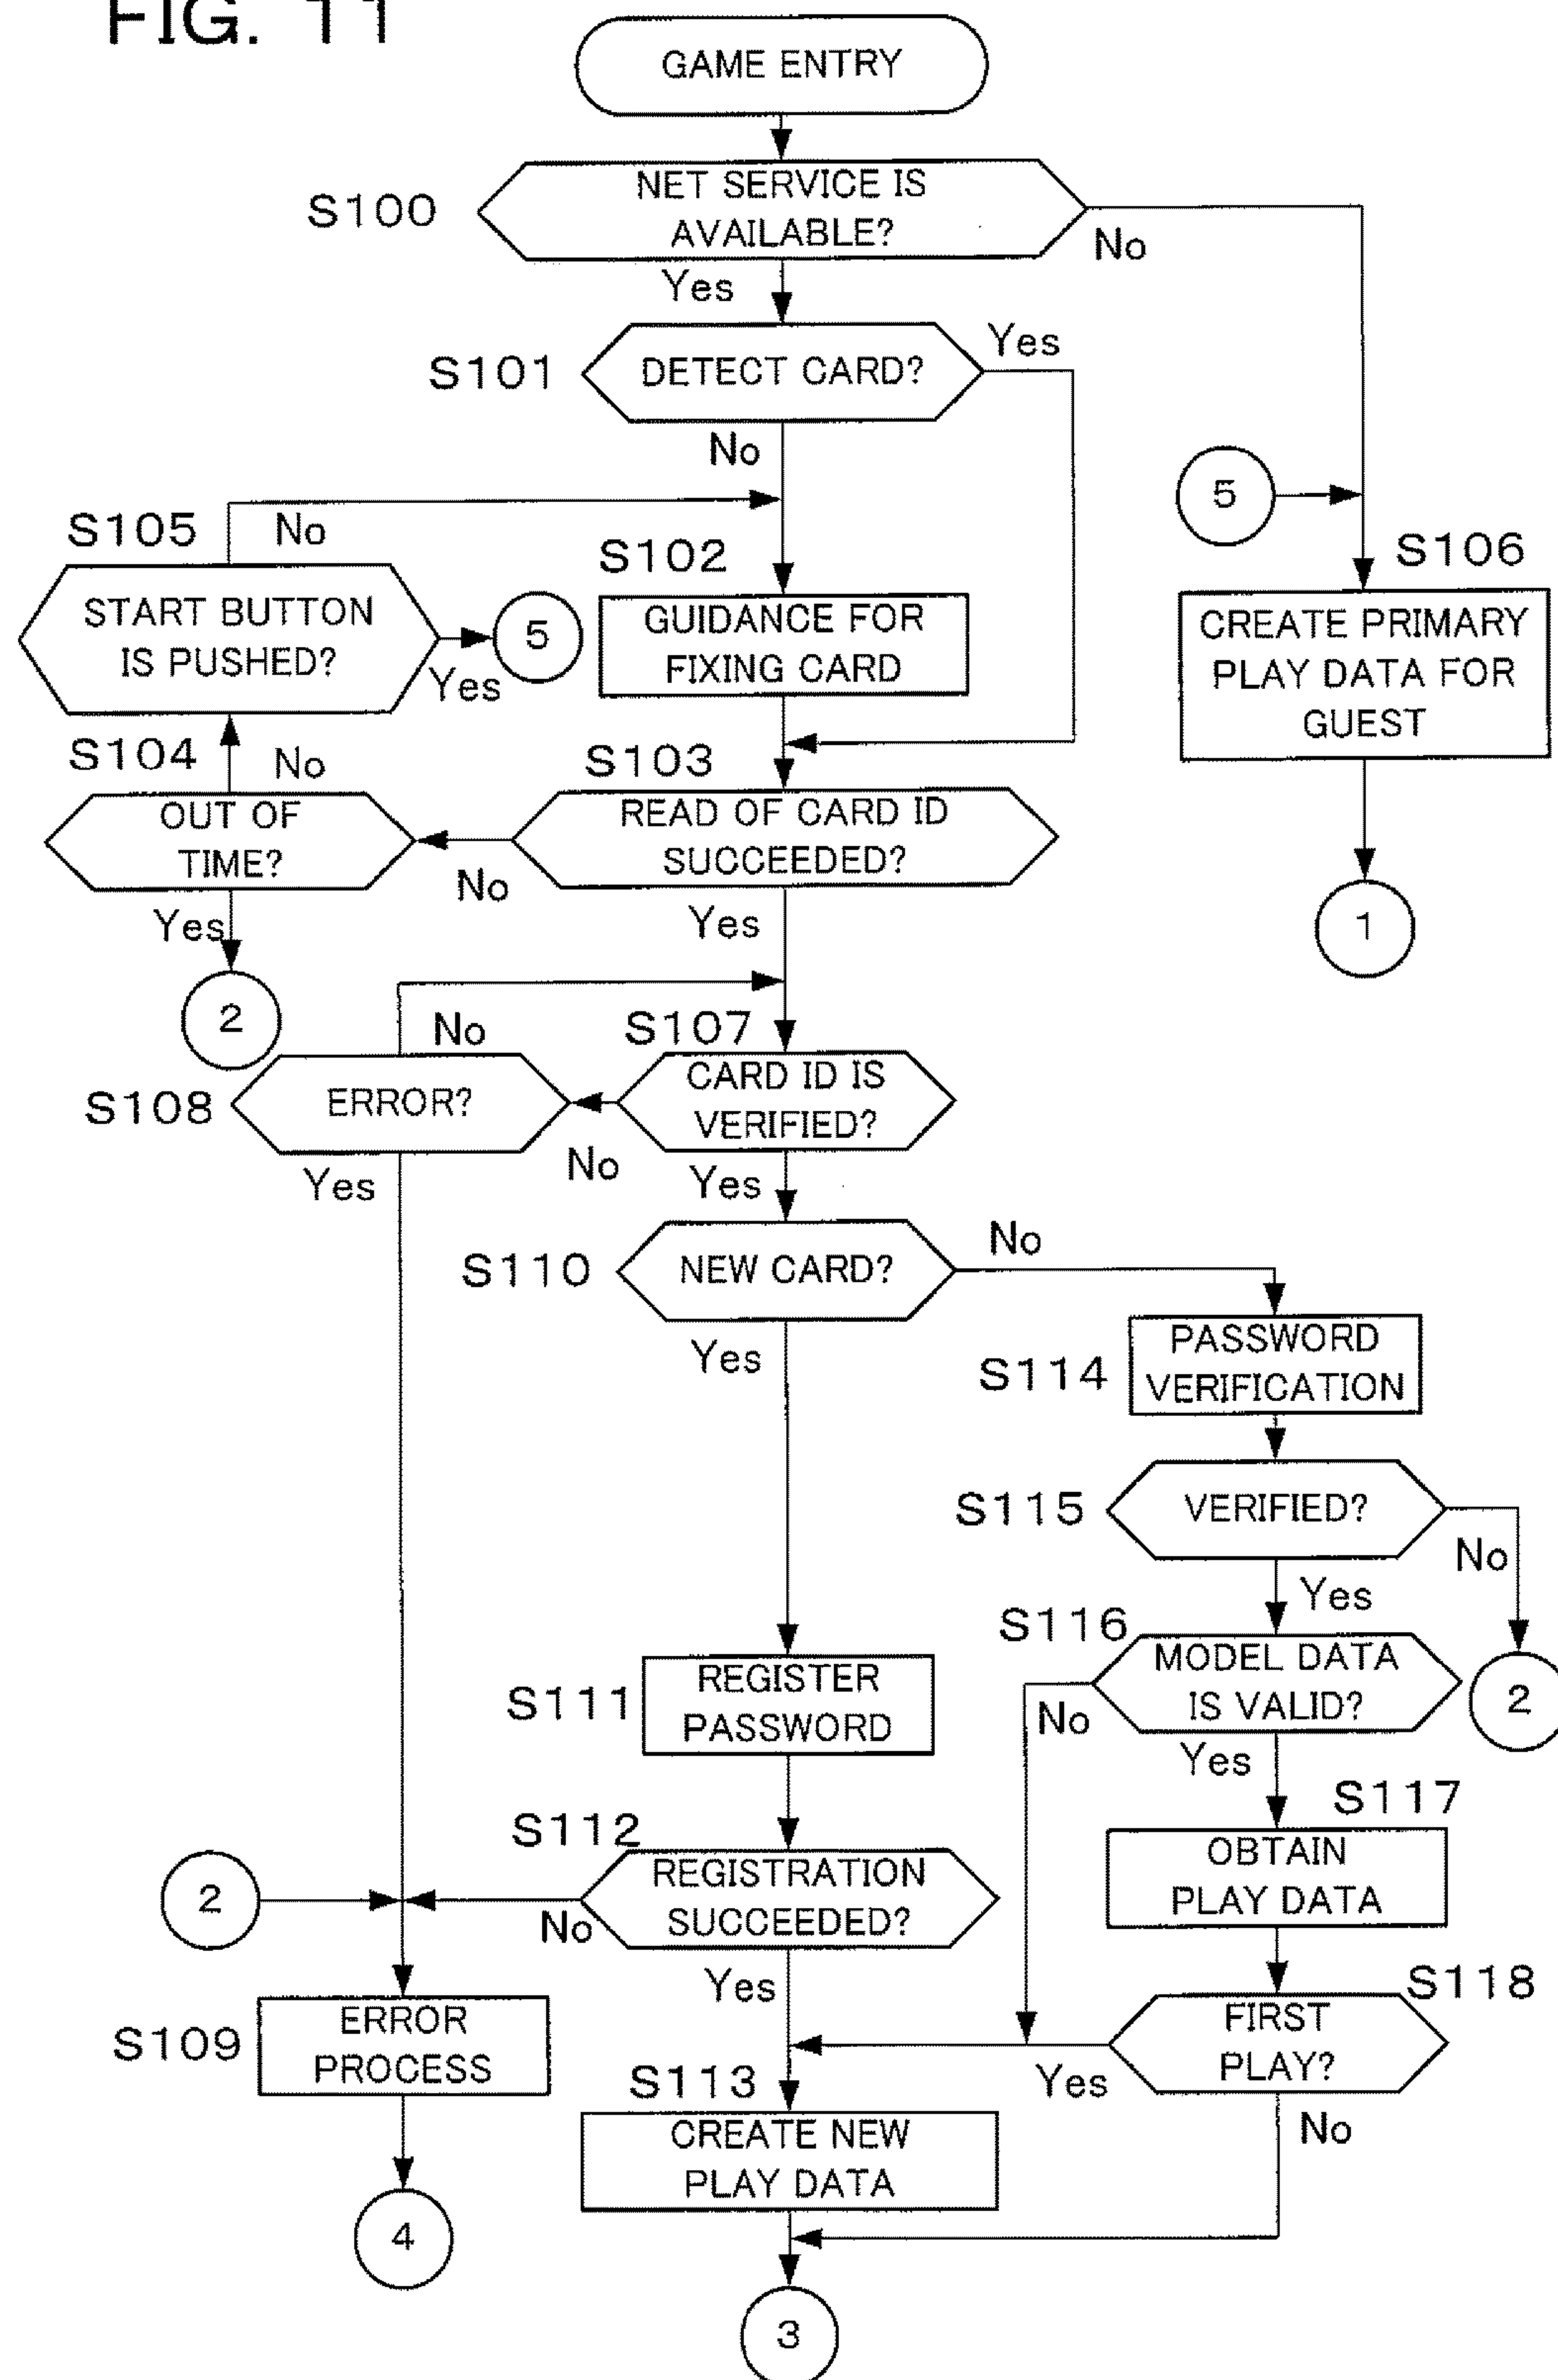 FIG. 11
GAME ENTRY
S100
NET SERVICE IS
AVAILABLE?
No
Yes
S101
DETECT CARD?
Yes
No
S105
No
START BUTTON
IS PUSHED?
Yes
5
S102
GUIDANCE FOR
FIXING CARD
5
S106
CREATE PRIMARY
PLAY DATA FOR
GUEST
1
S104
No
OUT OF
TIME?
Yes
2
S103
READ OF CARD ID
SUCCEEDED?
No
Yes
S107
CARD ID IS
VERIFIED?
No
Yes
S108
No
ERROR?
Yes
S110
NEW CARD?
No
Yes
S114
PASSWORD
VERIFICATION
S115
VERIFIED?
No
Yes
2
S116
MODEL DATA
IS VALID?
No
Yes
S111
REGISTER
PASSWORD
S117
OBTAIN
PLAY DATA
S112
REGISTRATION
SUCCEEDED?
No
Yes
2
S118
FIRST
PLAY?
Yes
No
S109
ERROR
PROCESS
4
S113
CREATE NEW
PLAY DATA
3